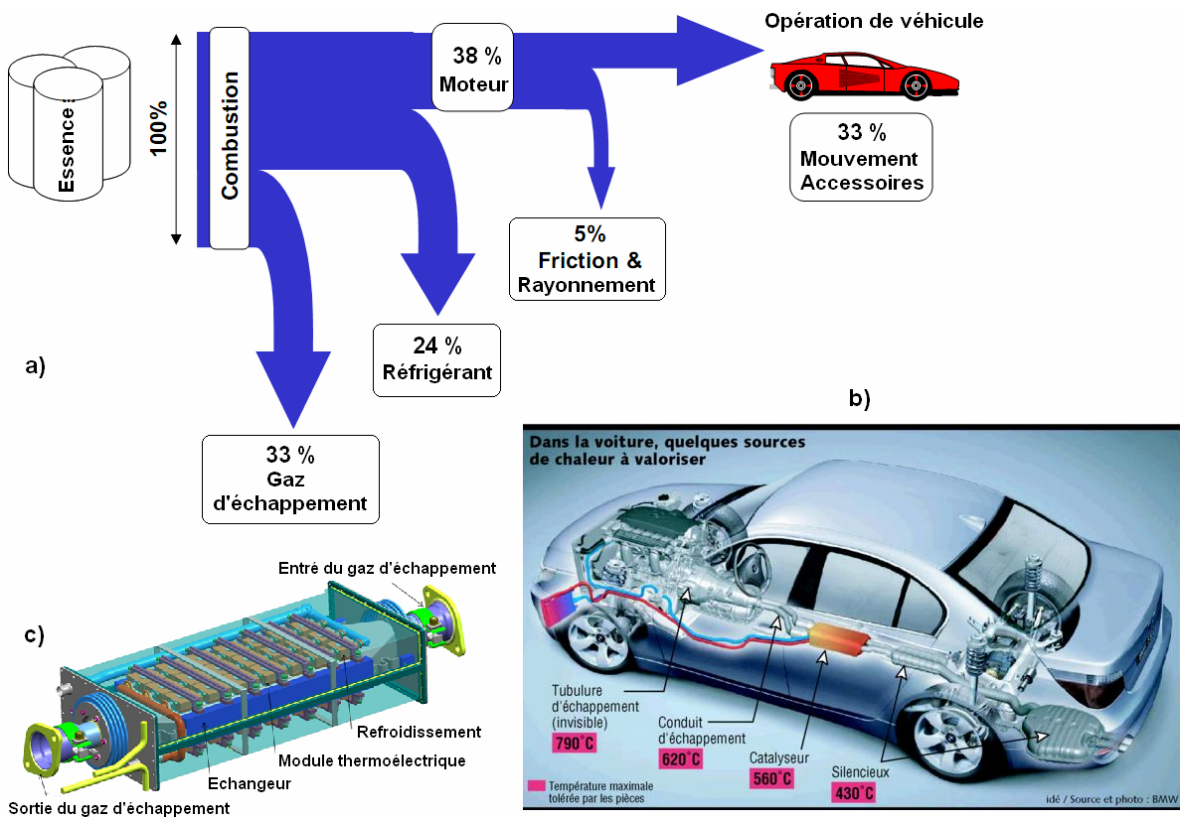 Opération de véhicule
Essence :
100%
Combustion
38 %
Moteur
33 %
Mouvement
Accessoires
5%
Friction &
Rayonnement
24 %
Réfrigérant
33 %
Gaz
d'échappement
a)
b)
Dans la voiture, quelques sources
de chaleur à valoriser
Tubulure
d'échappement
(invisible)
790°C
Conduit
d'échappement
620°C
Catalyseur
560°C
Silencieux
430°C
Température maximale
tolérée par les pièces
idé / Source et photo : BMW
c)
Entré du gaz d'échappement
Refroidissement
Module thermoélectrique
Echangeur
Sortie du gaz d'échappement